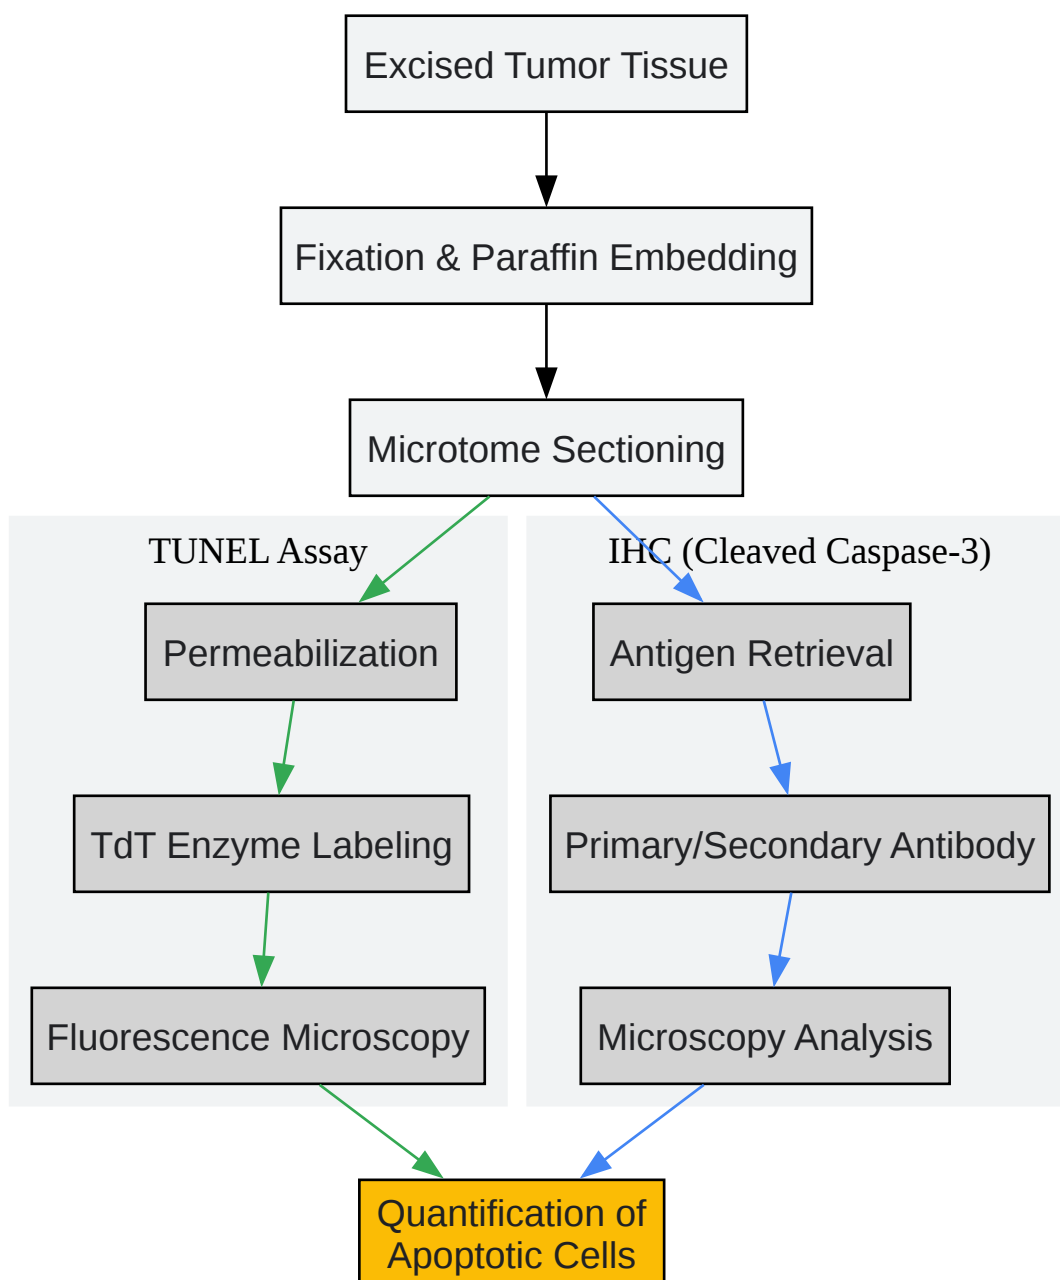 Excised Tumor Tissue
Fixation & Paraffin Embedding
Microtome Sectioning
TUNEL Assay
Permeabilization
TdT Enzyme Labeling
Fluorescence Microscopy
IHC (Cleaved Caspase-3)
Antigen Retrieval
Primary/Secondary Antibody
Microscopy Analysis
Quantification of
Apoptotic Cells